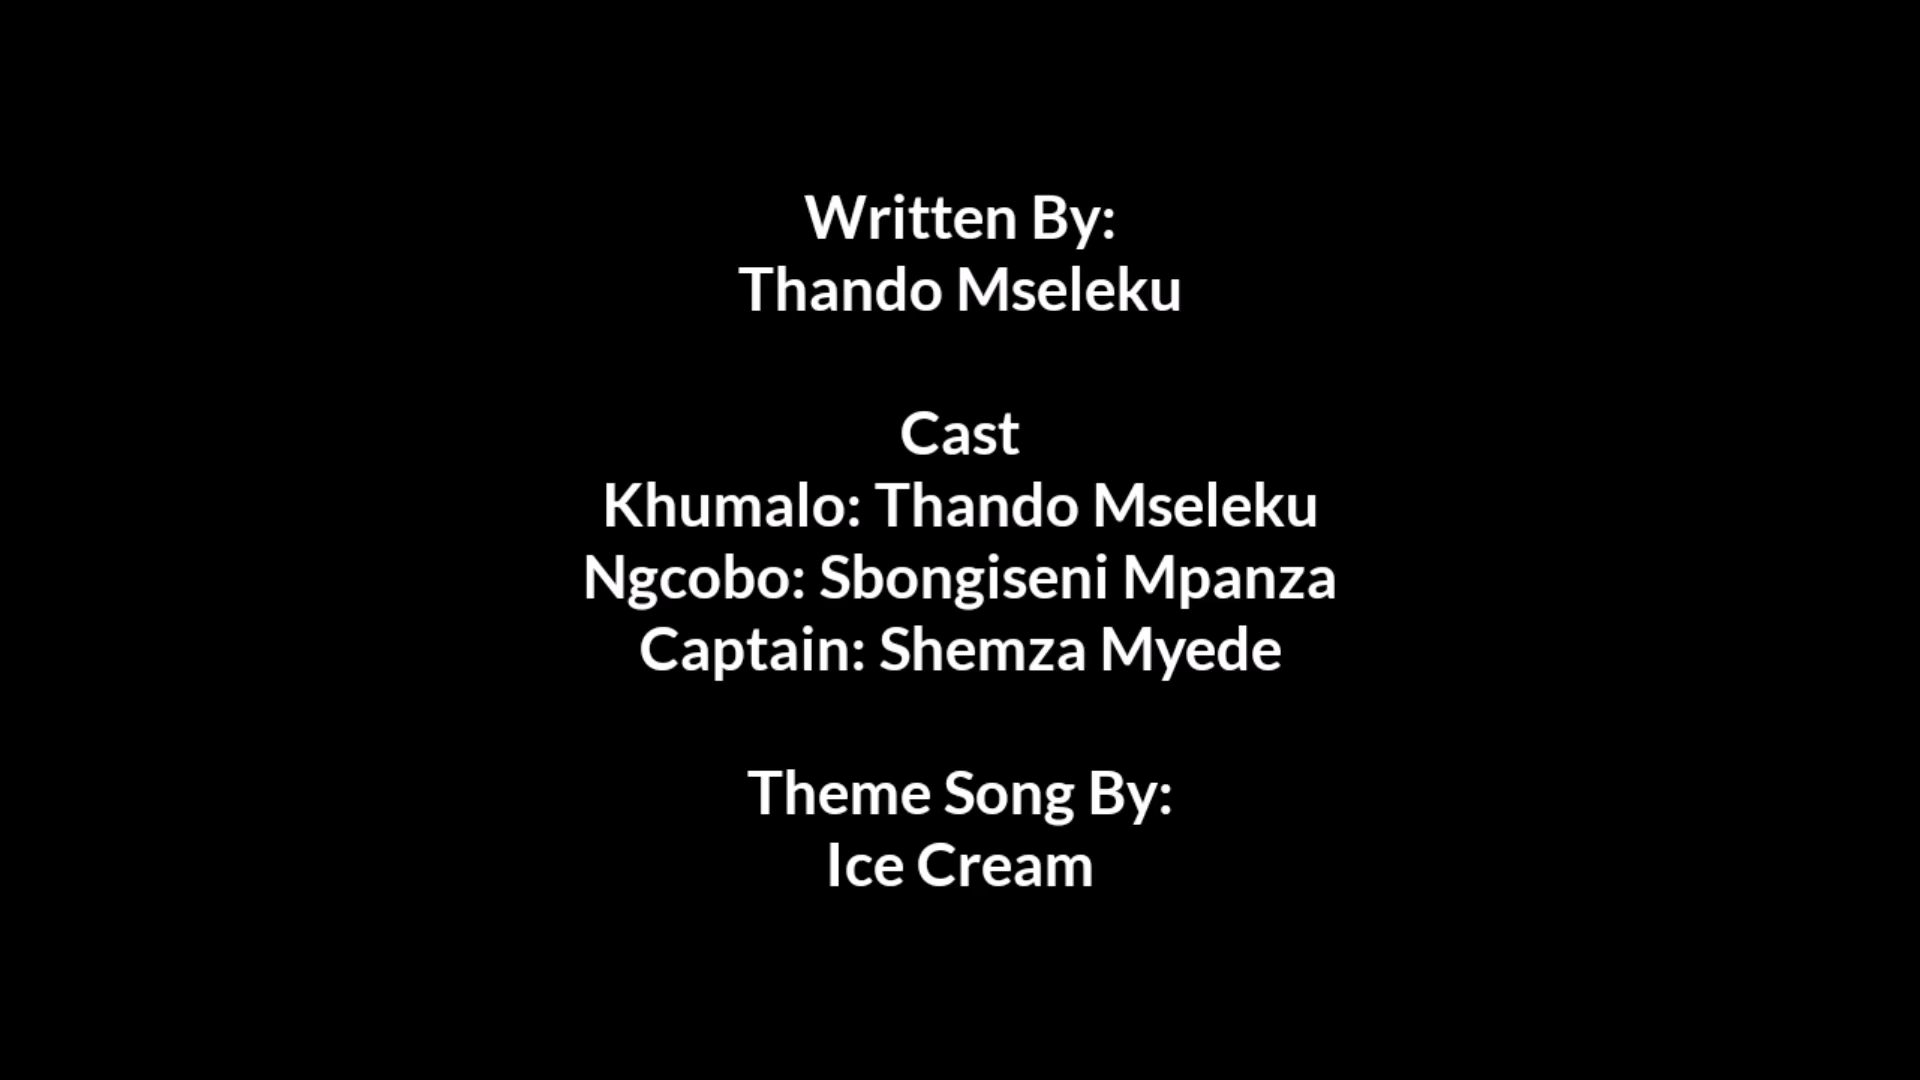 Written By:
Thando Mseleku
Cast
Khumalo: Thando Mseleku
Ngcobo: Sbongiseni Mpanza
Captain: Shemza Myede
Theme Song By:
Ice Cream